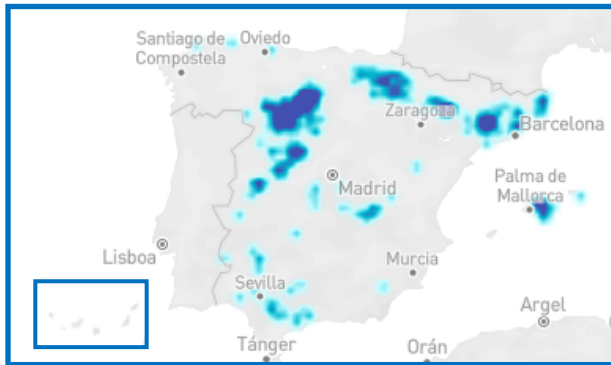 Santiago de
Compostela
Oviedo
Zaragoza
Barcelona
Madrid
Palma de
Mallorca
Lisboa
Murcia
Sevilla
Argel
Tánger
Orán